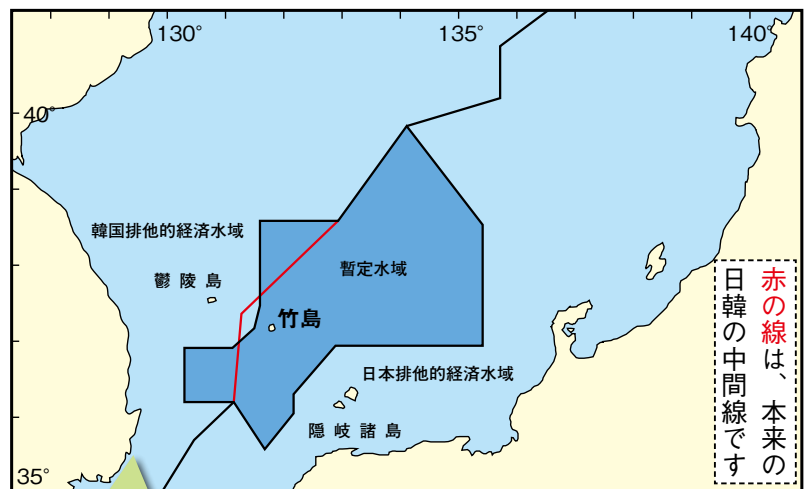 130°
135°
140°
40°
韓国排他的経済水域
鬱陵島
暫定水域
竹島
日本排他的経済水域
隠岐諸島
35°
赤の線は、本来の
日韓の中間線です